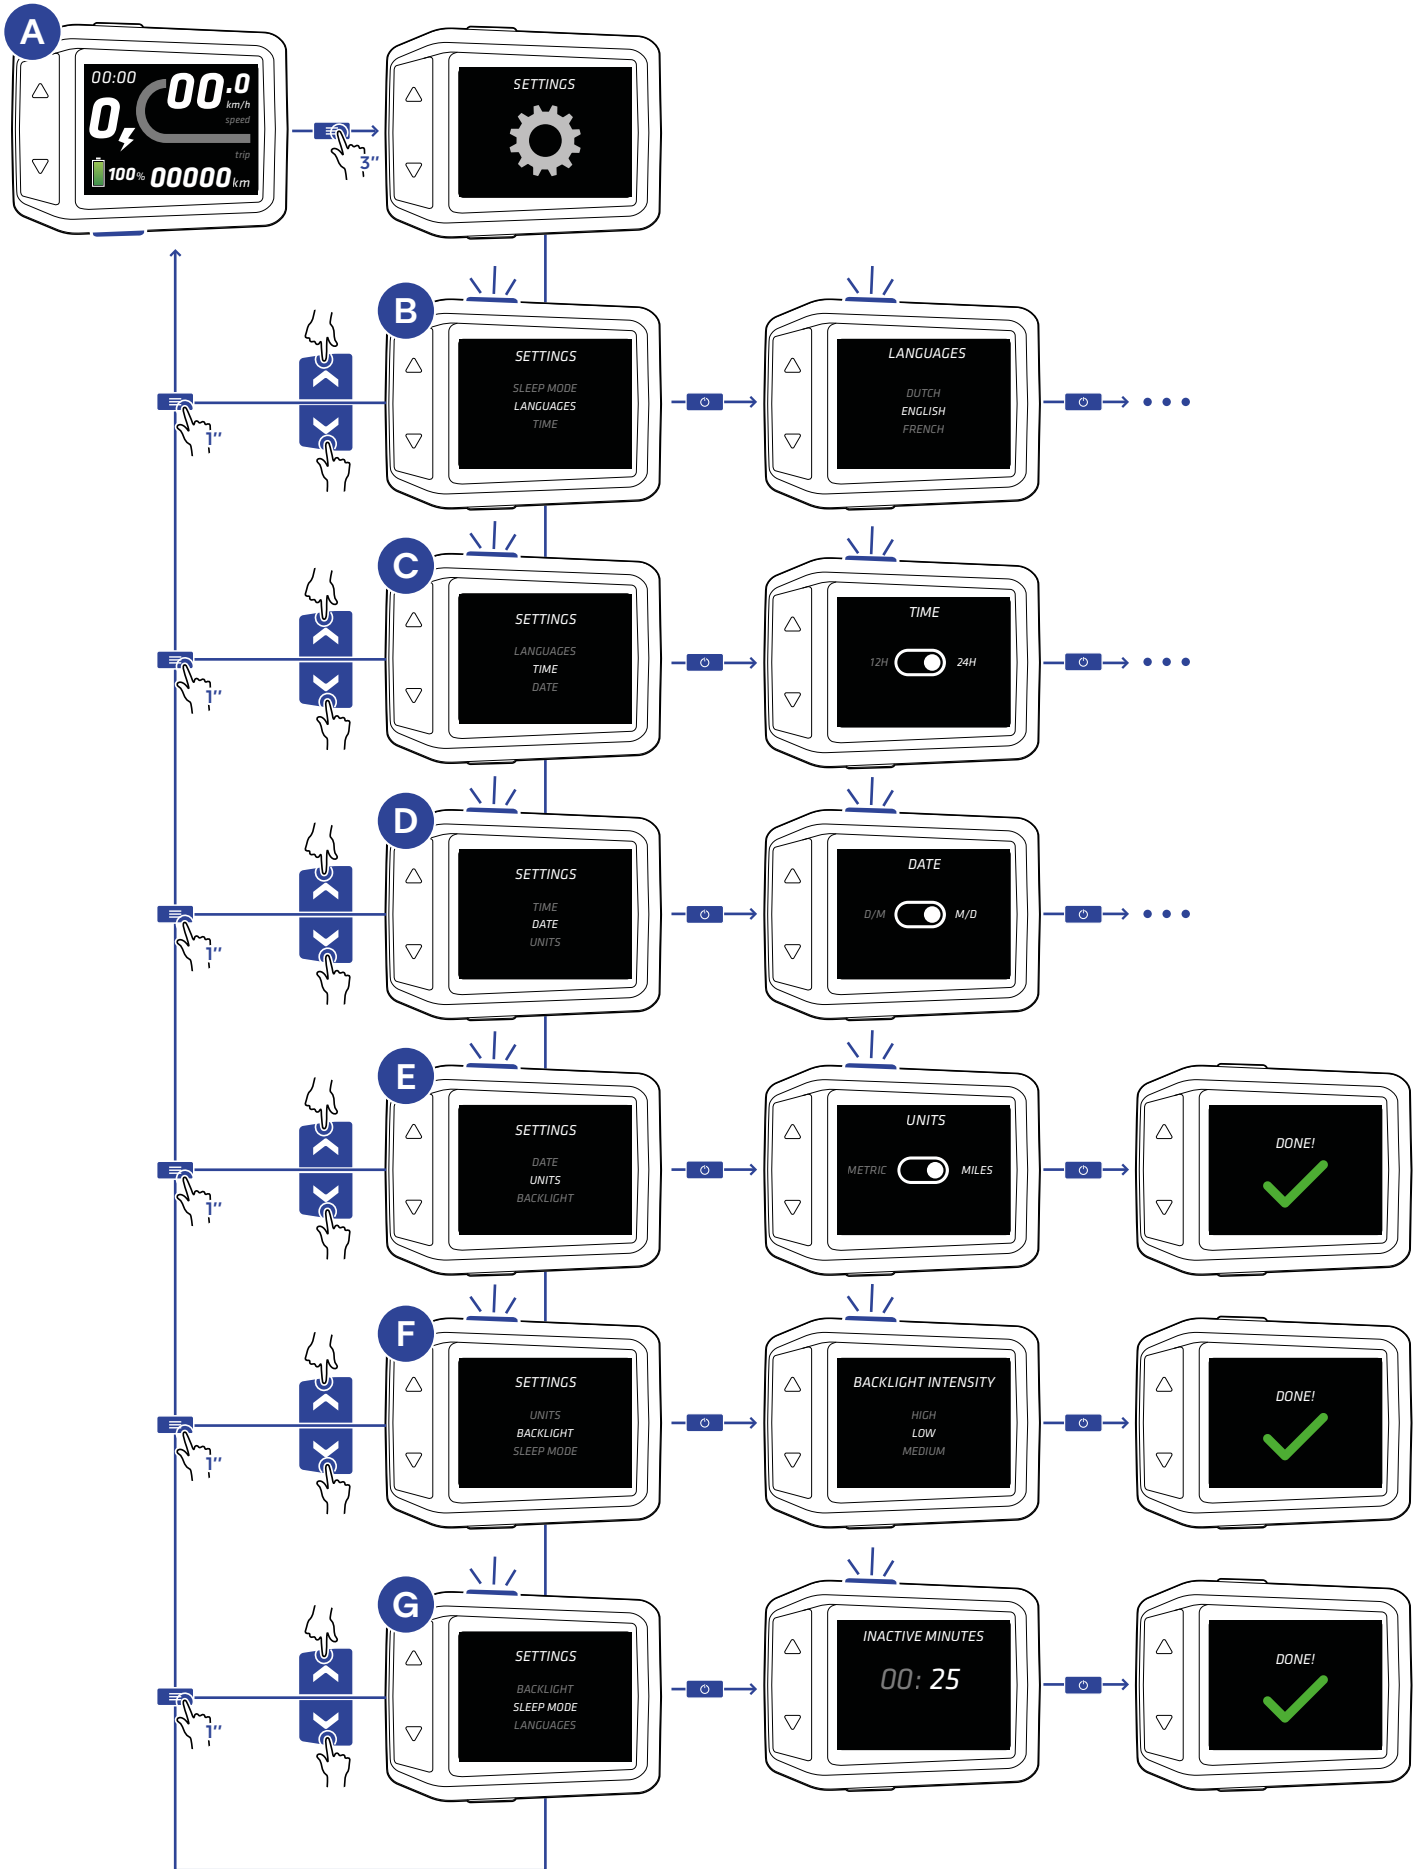 A
00:00
00.0
km/h
0
speed
trip
100%
00000 km
3"
SETTINGS
B
SETTINGS
SLEEP MODE
LANGUAGES
TIME
1"
LANGUAGES
DUTCH
ENGLISH
FRENCH
C
SETTINGS
LANGUAGES
TIME
DATE
1"
TIME
12H 24H
D
SETTINGS
TIME
DATE
UNITS
1"
DATE
D/M M/D
E
SETTINGS
DATE
UNITS
BACKLIGHT
1"
UNITS
METRIC MILES
DONE!
F
SETTINGS
UNITS
BACKLIGHT
SLEEP MODE
1"
BACKLIGHT INTENSITY
HIGH
LOW
MEDIUM
DONE!
G
SETTINGS
BACKLIGHT
SLEEP MODE
LANGUAGES
1"
INACTIVE MINUTES
00: 25
DONE!